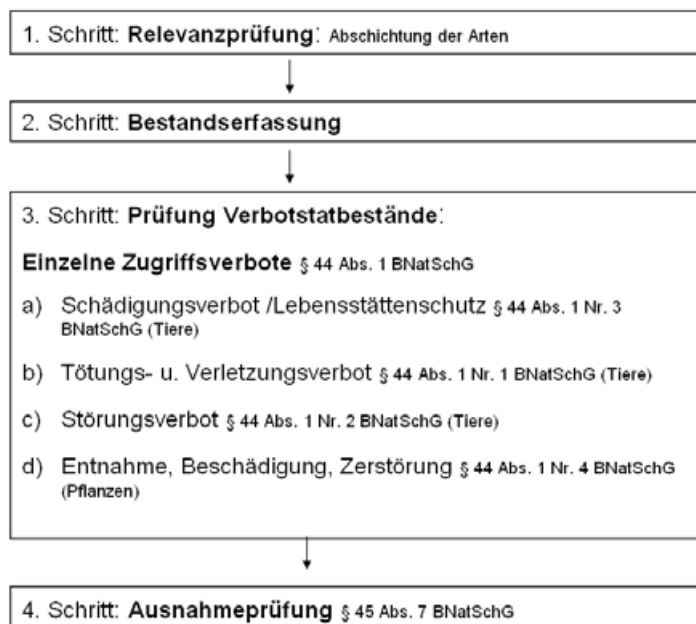 1. Schritt: Relevanzprüfung: Abschichtung der Arten
2. Schritt: Bestandserfassung
3. Schritt: Prüfung Verbotstatbestände:
Einzelne Zugriffsverbote § 44 Abs. 1 BNatSchG
a) Schädigungsverbot /Lebensstättenschutz § 44 Abs. 1 Nr. 3
BNatSchG (Tiere)
b) Tötungs- u. Verletzungsverbot § 44 Abs. 1 Nr. 1 BNatSchG (Tiere)
c) Störungsverbot § 44 Abs. 1 Nr. 2 BNatSchG (Tiere)
d) Entnahme, Beschädigung, Zerstörung § 44 Abs. 1 Nr. 4 BNatSchG
(Pflanzen)
4. Schritt: Ausnahmeprüfung § 45 Abs. 7 BNatSchG